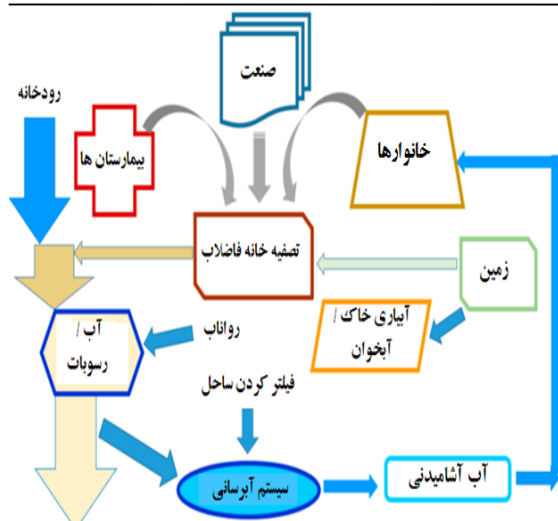 صنعت
رودخانه
بیمارستان ها
خانوارها
تصفیه خانه فاضلاب
زمین
آبیاری خاک /
آبخوان
آب /
رسوبات
رواناب
فیلتر کردن ساحل
سیستم آبرسانی
آب آشامیدنی